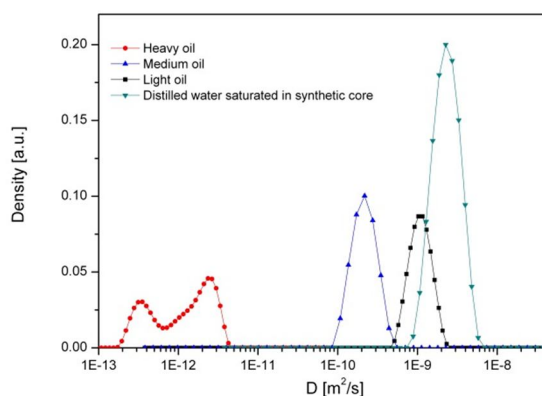 0.20
0.15
0.10
0.05
0.00
Density [a.u.]
Heavy oil
Medium oil
Light oil
Distilled water saturated in synthetic core
1E-13 1E-12 1E-11 1E-10 1E-9 1E-8
D [m²/s]